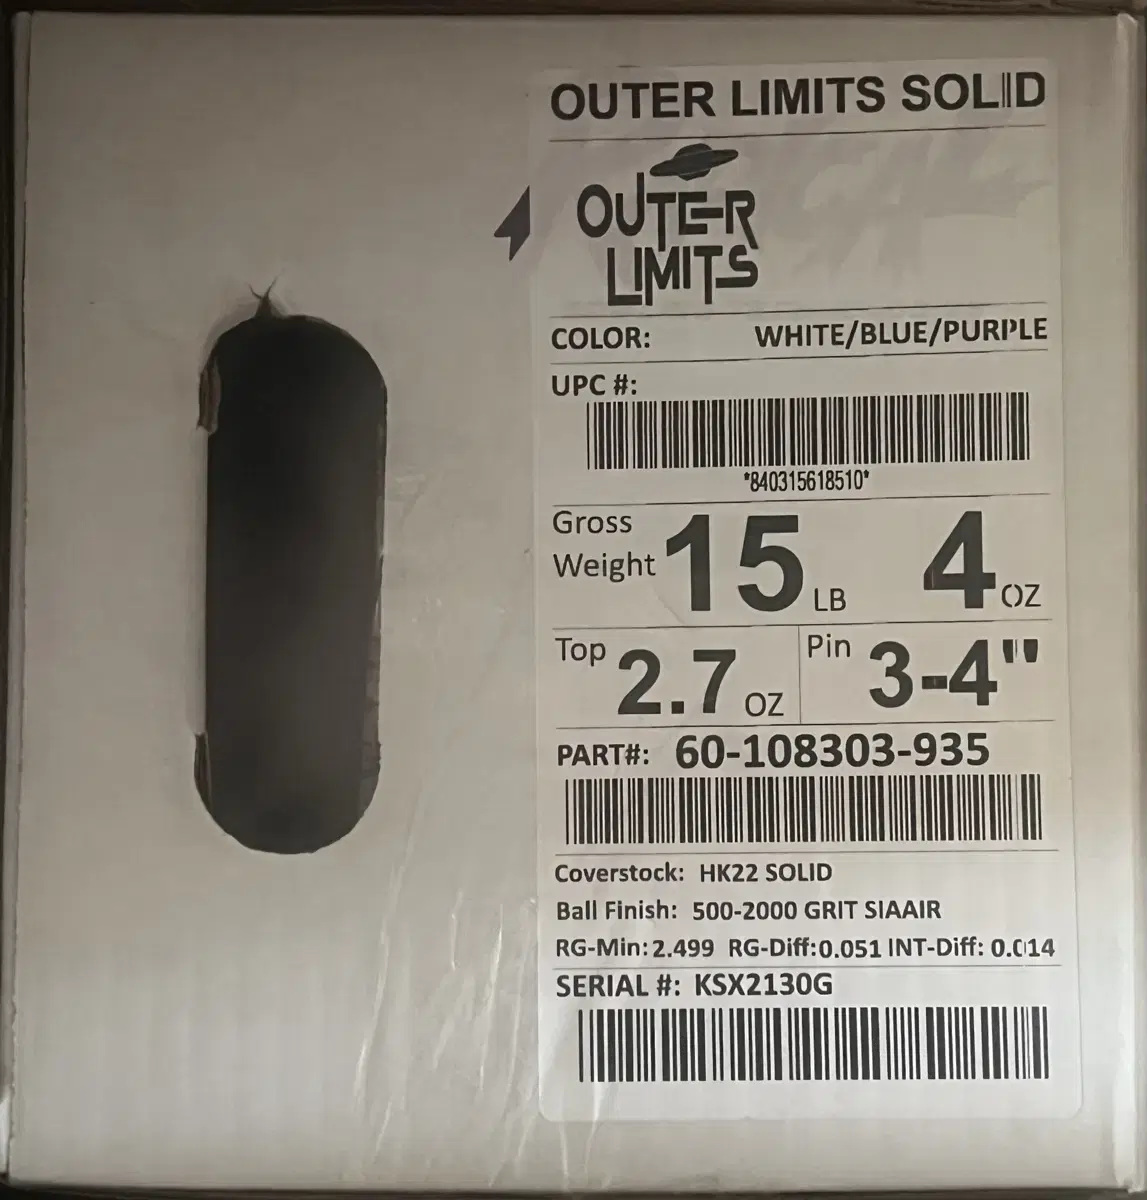 OUTER LIMITS SOLID
OUTER
LIMITS
COLOR: WHITE/BLUE/PURPLE
UPC #:
*840315618510*
Gross
Weight 15 LB 4 OZ
Top 2.7 OZ Pin 3-4"
PART#: 60-108303-935
Coverstock: HK22 SOLID
Ball Finish: 500-2000 GRIT SIAAIR
RG-Min: 2.499 RG-Diff:0.051 INT-Diff: 0.014
SERIAL #: KSX2130G